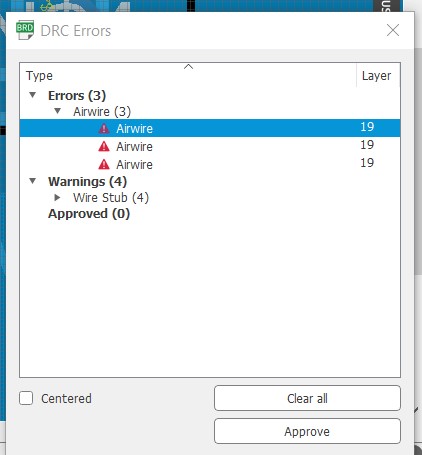 BRD DRC Errors
Type Layer
Errors (3)
Airwire (3)
Airwire 19
Airwire 19
Airwire 19
Warnings (4)
Wire Stub (4)
Approved (0)
Centered
Clear all
Approve